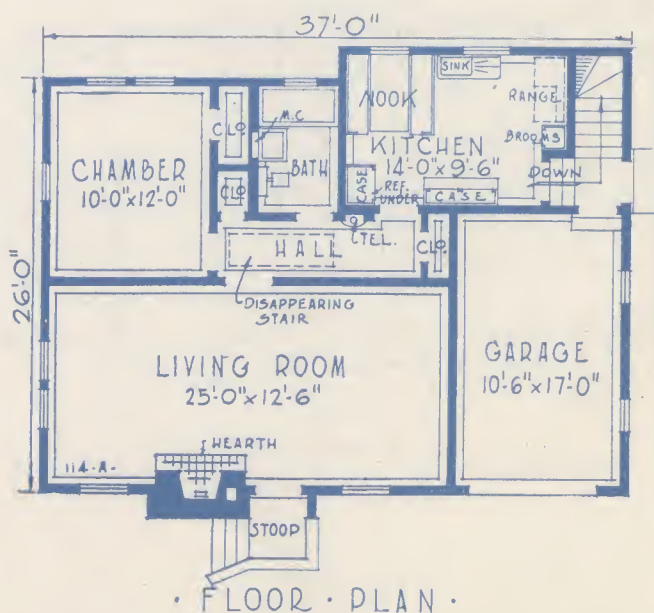 37'-0"
26'-0"
SINK
NOOK
RANGE
M.C
CLO
BATH
KITCHEN
14'-0"x9'-6"
BROOMS
CHAMBER
10'-0"x12'-0"
CLO
CASE
REF.
UNDER
CASE
DOWN
TEL.
HALL
CLO.
DISAPPEARING
STAIR
LIVING ROOM
25'-0"x12'-6"
GARAGE
10'-6"x17'-0"
HEARTH
114-A-
STOOP
· FLOOR · PLAN ·